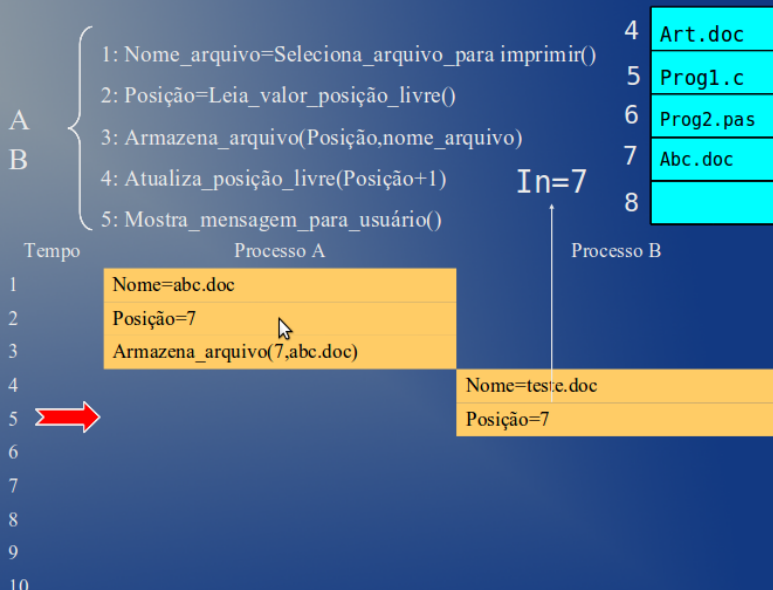 1: Nome_arquivo=Seleciona_arquivo_para imprimir()
2: Posição=Leia_valor_posição_livre()
A
3: Armazena_arquivo(Posição,nome_arquivo)
B
4: Atualiza_posição_livre(Posição+1)
5: Mostra_mensagem_para_usuário()
In=7
4 Art.doc
5 Prog1.c
6 Prog2.pas
7 Abc.doc
8
Tempo Processo A Processo B
1 Nome=abc.doc
2 Posição=7
3 Armazena_arquivo(7,abc.doc)
4 Nome=teste.doc
5 Posição=7
6
7
8
9
10